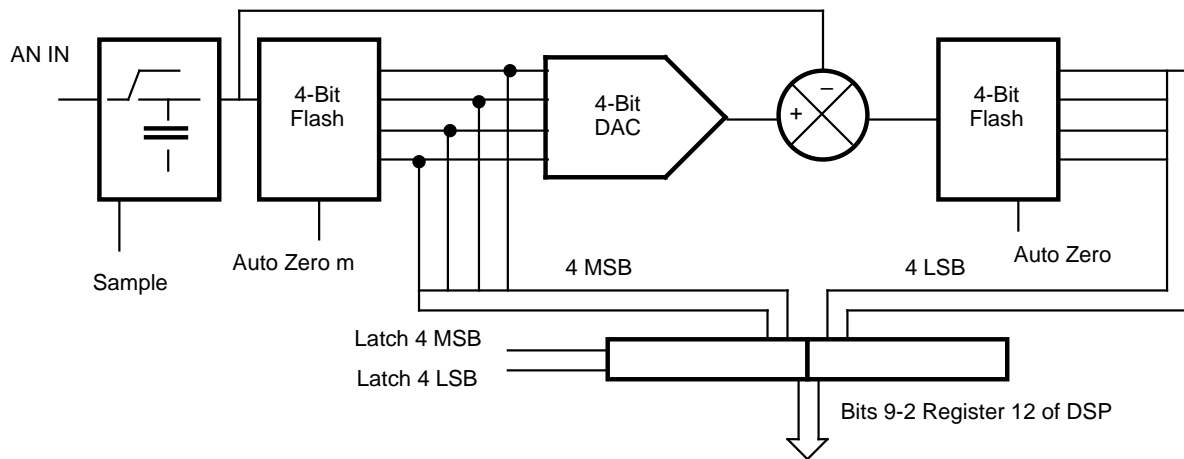 AN IN
4-Bit
Flash
4-Bit
DAC
+
−
4-Bit
Flash
Sample
Auto Zero m
Auto Zero
4 MSB
4 LSB
Latch 4 MSB
Latch 4 LSB
Bits 9-2 Register 12 of DSP